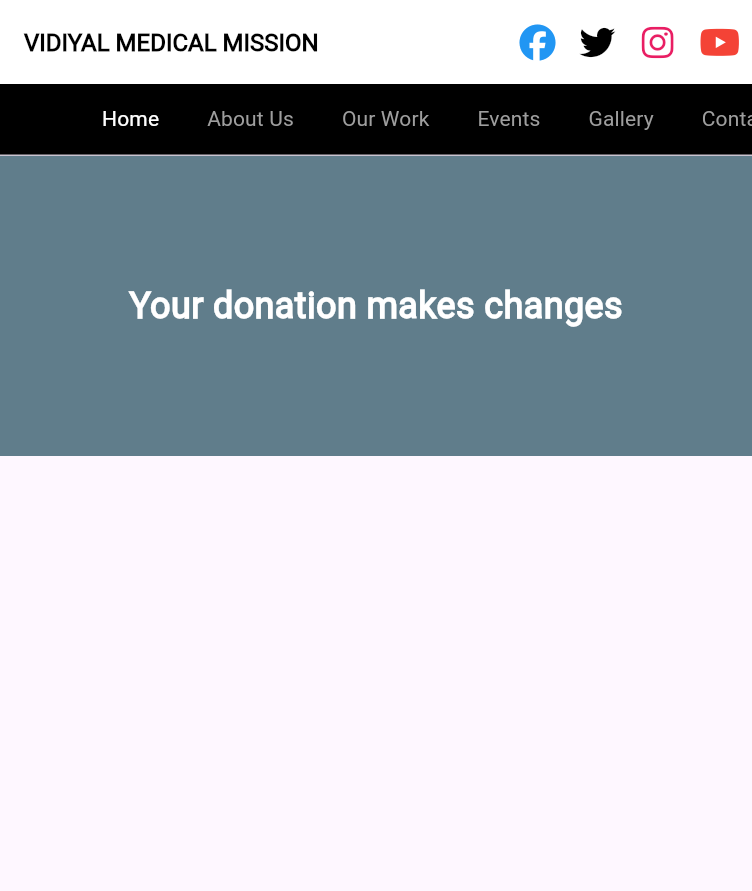 VIDIYAL MEDICAL MISSION
Home About Us Our Work Events Gallery Conta
Your donation makes changes